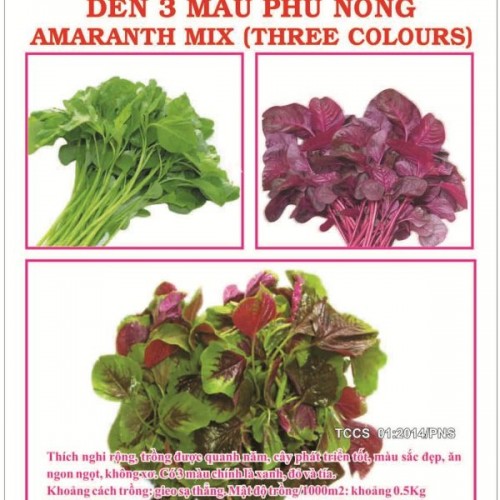 DỀN 3 MÀU PHÚ NÔNG
AMARANTH MIX (THREE COLOURS)
TCCS 01:2014/PNS
Thích nghi rộng, trồng được quanh năm, cây phát triển tốt, màu sắc đẹp, ăn
ngon ngọt, không xơ. Có 3 màu chính là xanh, đỏ và tía.
Khoảng cách trồng: gieo sạ thẳng. Mật độ trồng/1000m2: khoảng 0.5Kg